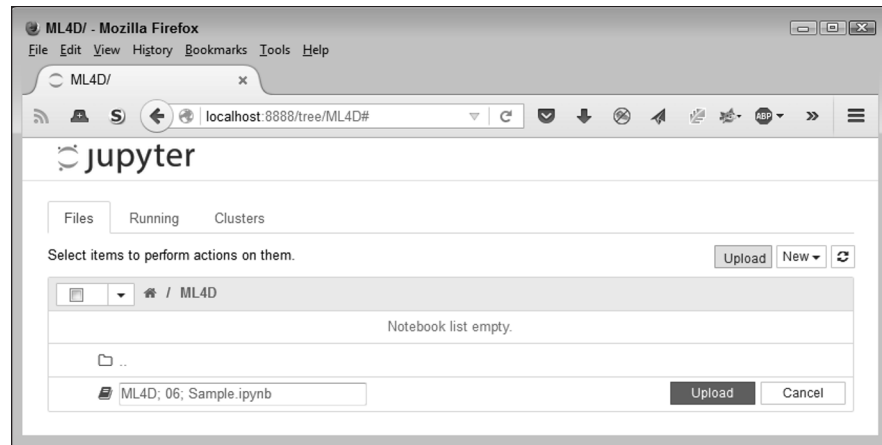 ML4D/ - Mozilla Firefox
File Edit View History Bookmarks Tools Help
ML4D/
S localhost:8888/tree/ML4D# ABP
jupyter
Files Running Clusters
Select items to perform actions on them. Upload New
/ ML4D
Notebook list empty.
..
ML4D; 06; Sample.ipynb Upload Cancel